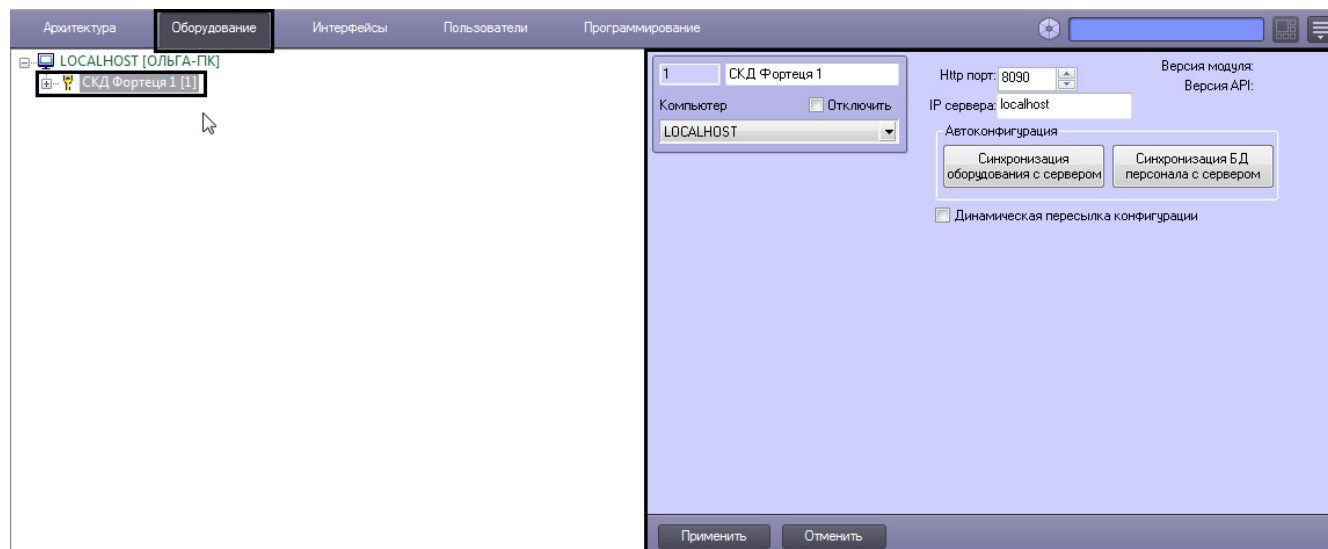 Архитектура Оборудование Интерфейсы Пользователи Программирование
LOCALHOST [ОЛЬГА-ПК]
СКД Фортеця 1 [1]
1 СКД Фортеця 1
Компьютер Отключить
LOCALHOST
Http порт: 8090
IP сервера: localhost
Версия модуля:
Версия API:
Автоконфигурация
Синхронизация
оборудования с сервером
Синхронизация БД
персонала с сервером
Динамическая пересылка конфигурации
Применить Отменить